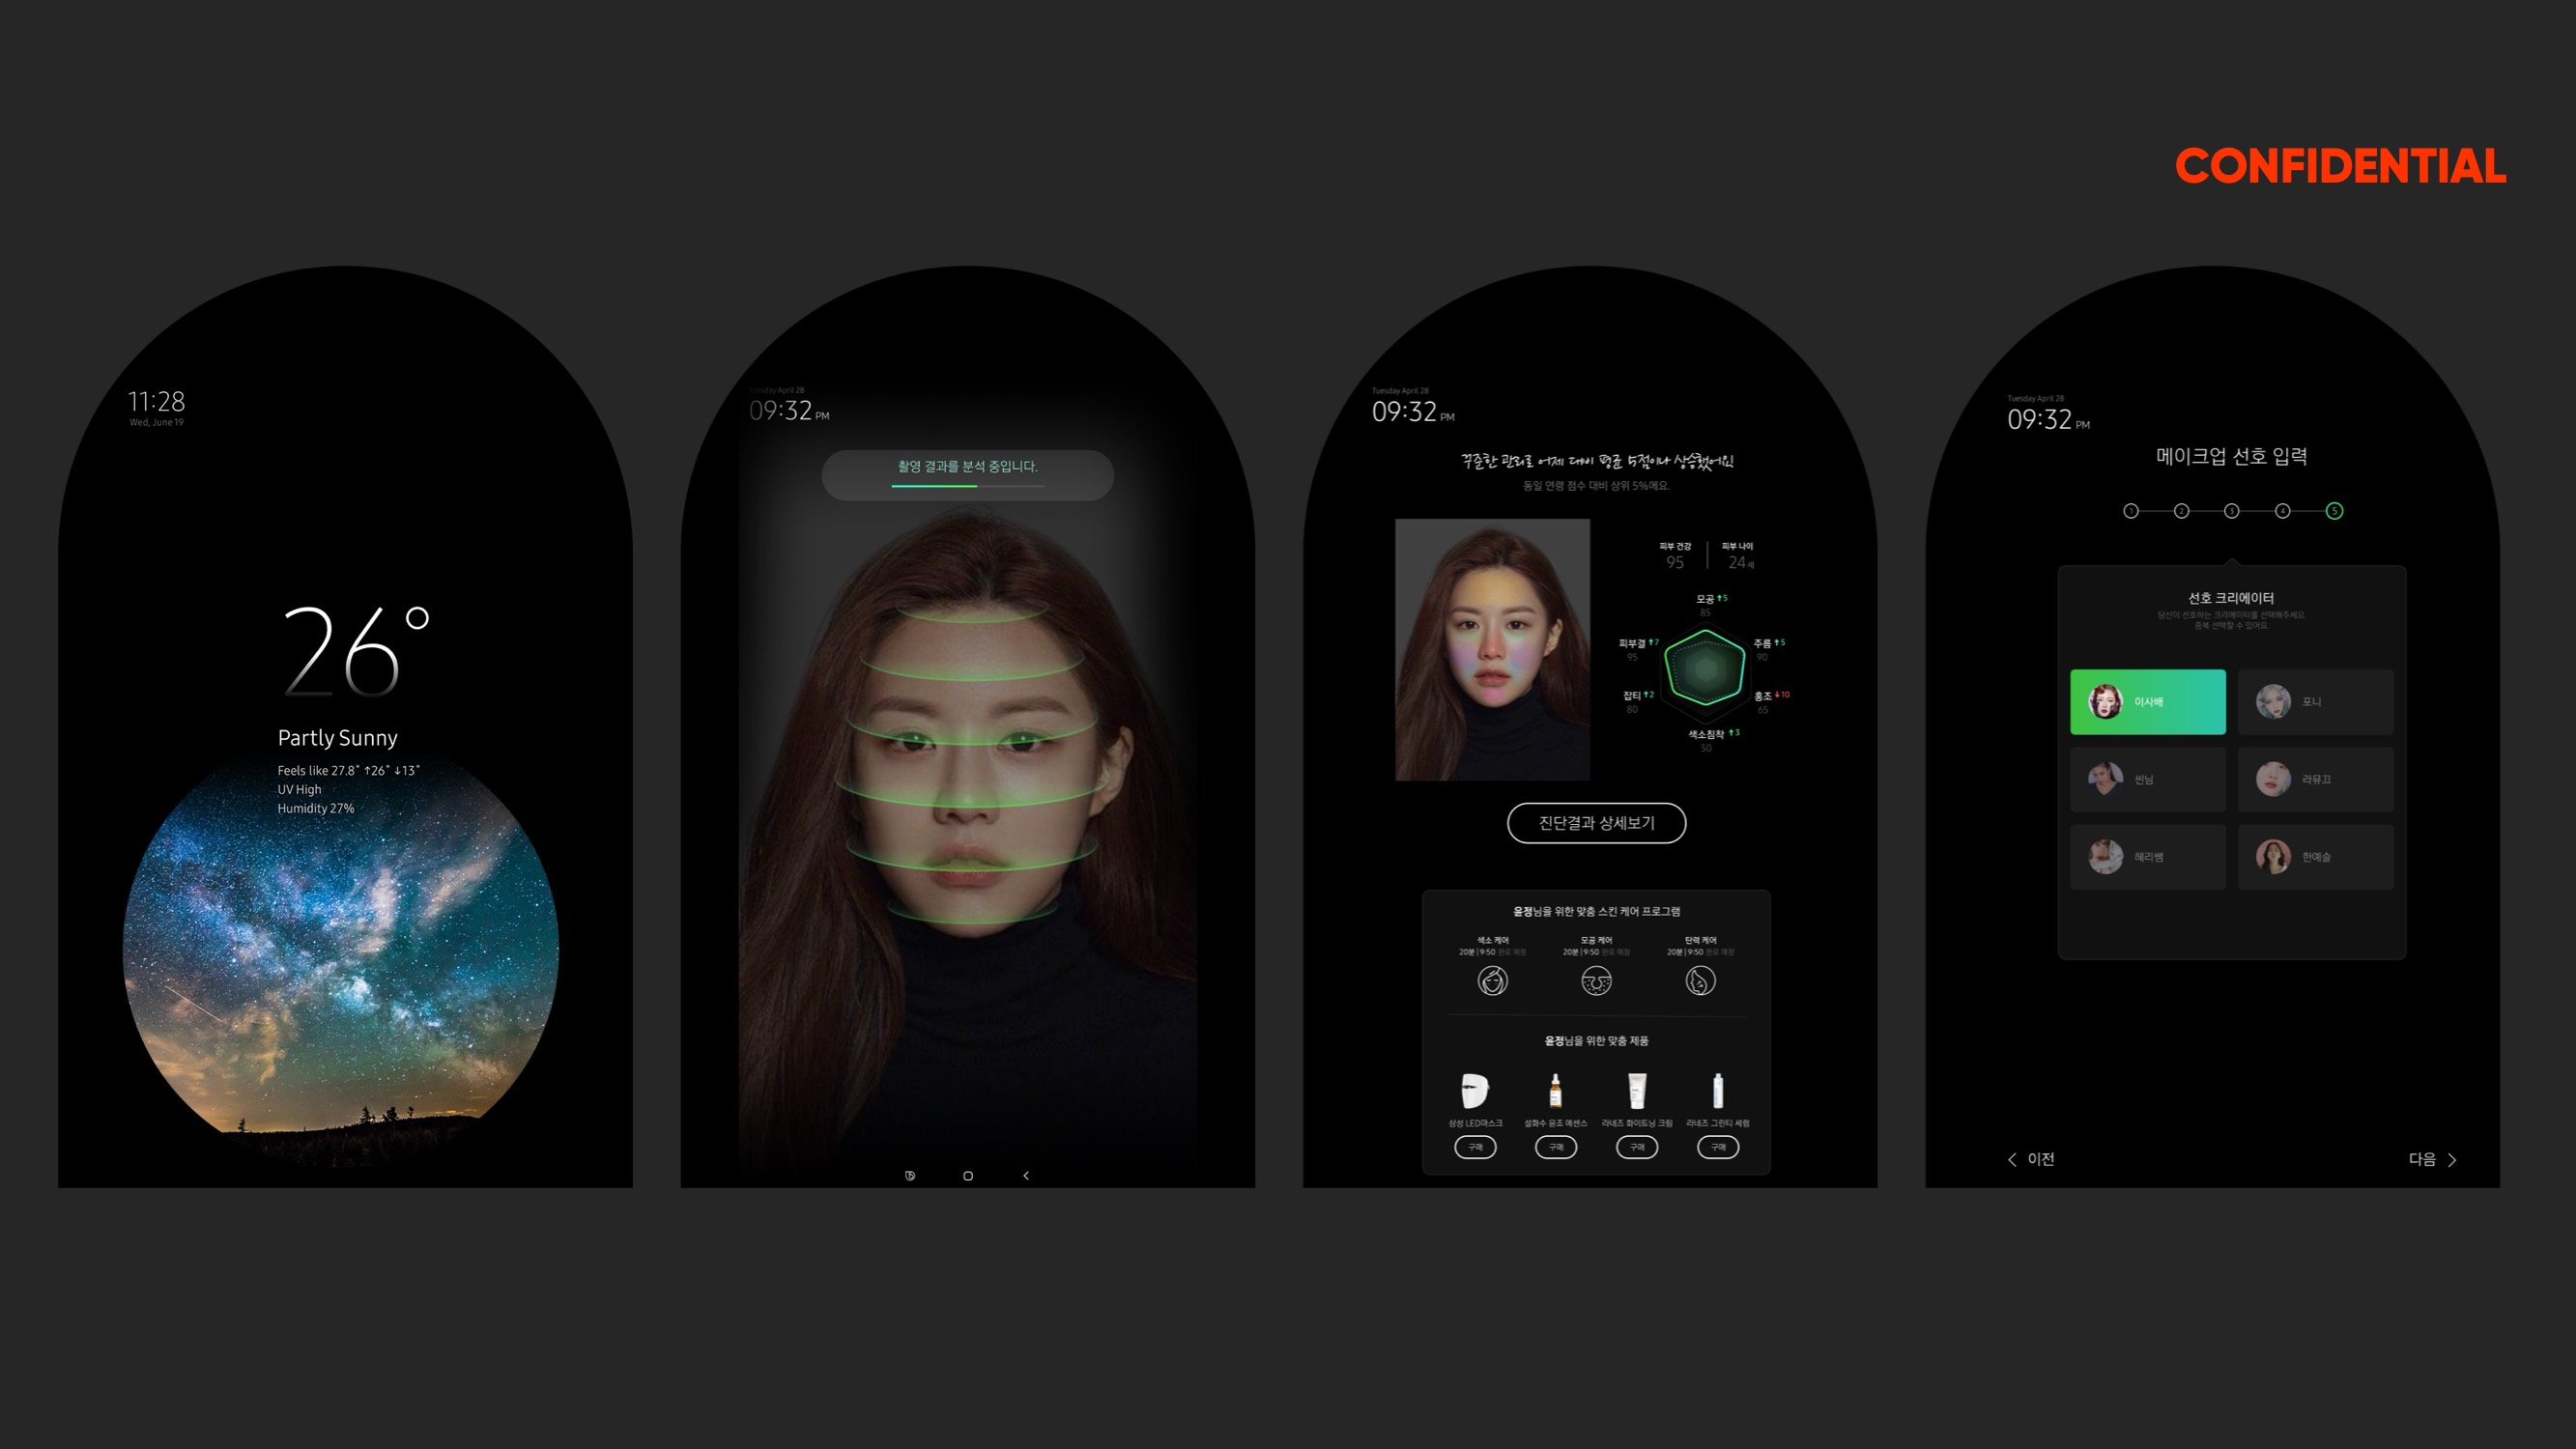 CONFIDENTIAL
11:28
Wed, June 19
26°
Partly Sunny
Feels like 27.8° ↑26° ↓13°
UV High
Humidity 27%
Tuesday April 28
09:32 PM
촬영 결과를 분석 중입니다.
Tuesday April 28
09:32 PM
꾸준한 관리로 어제 대비 평균 5점이나 상승했어요!
동일 연령 점수 대비 상위 5%에요.
피부 건강
95
피부 나이
24 세
모공 ↑5
85
피부결 ↑7
95
주름 ↑5
90
잡티 ↑2
80
홍조 ↓10
65
색소침착 ↑3
50
진단결과 상세보기
윤정님을 위한 맞춤 스킨 케어 프로그램
색소 케어
20분 | 9:50 완료 예정
모공 케어
20분 | 9:50 완료 예정
탄력 케어
20분 | 9:50 완료 예정
윤정님을 위한 맞춤 제품
삼성 LED마스크
구매
설화수 윤조 에센스
구매
라네즈 화이트닝 크림
구매
라네즈 그린티 세럼
구매
Tuesday April 28
09:32 PM
메이크업 선호 입력
1 2 3 4 5
선호 크리에이터
당신이 선호하는 크리에이터를 선택해주세요.
중복 선택할 수 있어요.
이사배
포니
씬님
라뮤끄
혜리쌤
한예슬
이전
다음